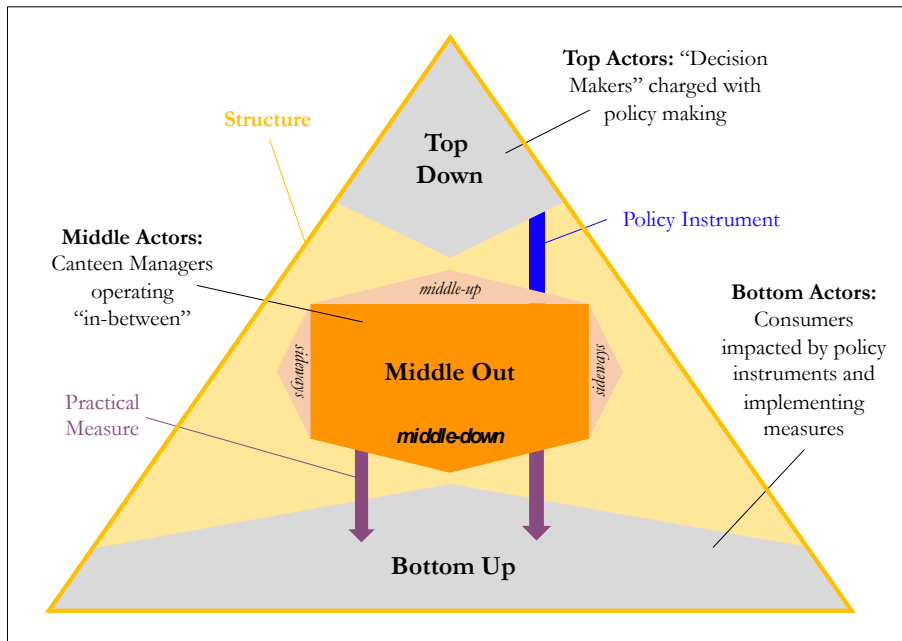 Top Actors: “Decision
Makers” charged with
policy making
Structure
Top
Down
Policy Instrument
Middle Actors:
Canteen Managers
operating
“in-between”
middle-up
Bottom Actors:
Consumers
impacted by policy
instruments and
implementing
measures
sideways
Middle Out
sideways
Practical
Measure
middle-down
Bottom Up